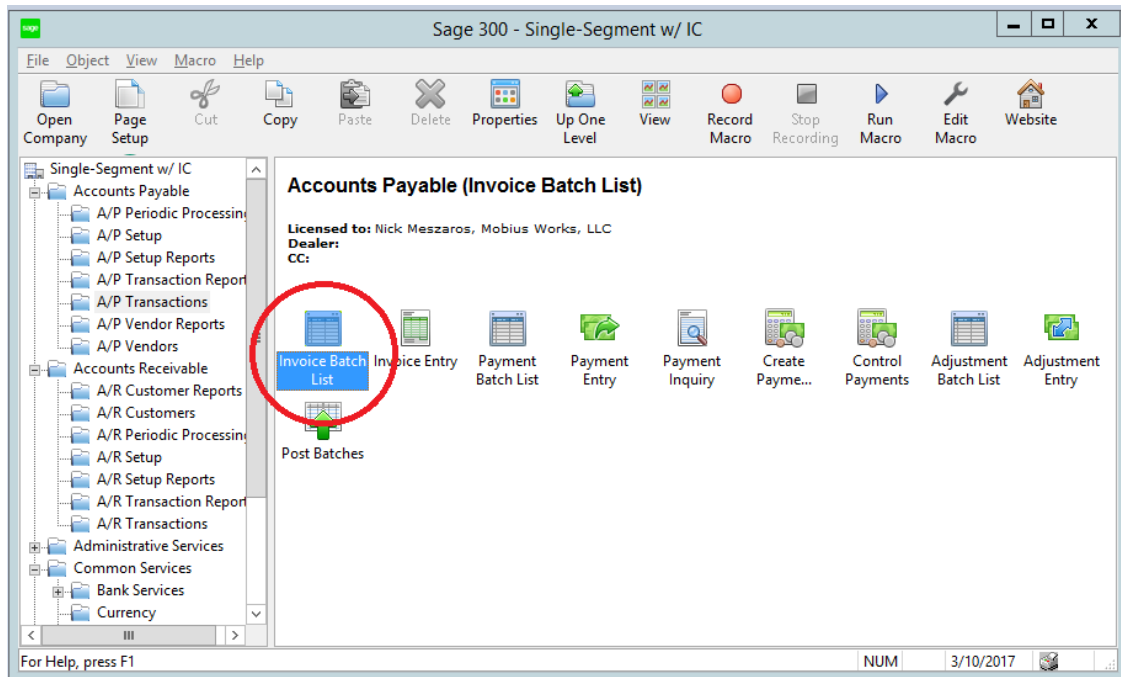 sage
Sage 300 - Single-Segment w/ IC
File Object View Macro Help
Open Company
Page Setup
Cut
Copy
Paste
Delete
Properties
Up One Level
View
Record Macro
Stop Recording
Run Macro
Edit Macro
Website
Single-Segment w/ IC
Accounts Payable
A/P Periodic Processing
A/P Setup
A/P Setup Reports
A/P Transaction Report
A/P Transactions
A/P Vendor Reports
A/P Vendors
Accounts Receivable
A/R Customer Reports
A/R Customers
A/R Periodic Processing
A/R Setup
A/R Setup Reports
A/R Transaction Report
A/R Transactions
Administrative Services
Common Services
Bank Services
Currency
Accounts Payable (Invoice Batch List)
Licensed to: Nick Meszaros, Mobius Works, LLC
Dealer:
CC:
Invoice Batch List
Invoice Entry
Payment Batch List
Payment Entry
Payment Inquiry
Create Payme...
Control Payments
Adjustment Batch List
Adjustment Entry
Post Batches
For Help, press F1
NUM
3/10/2017